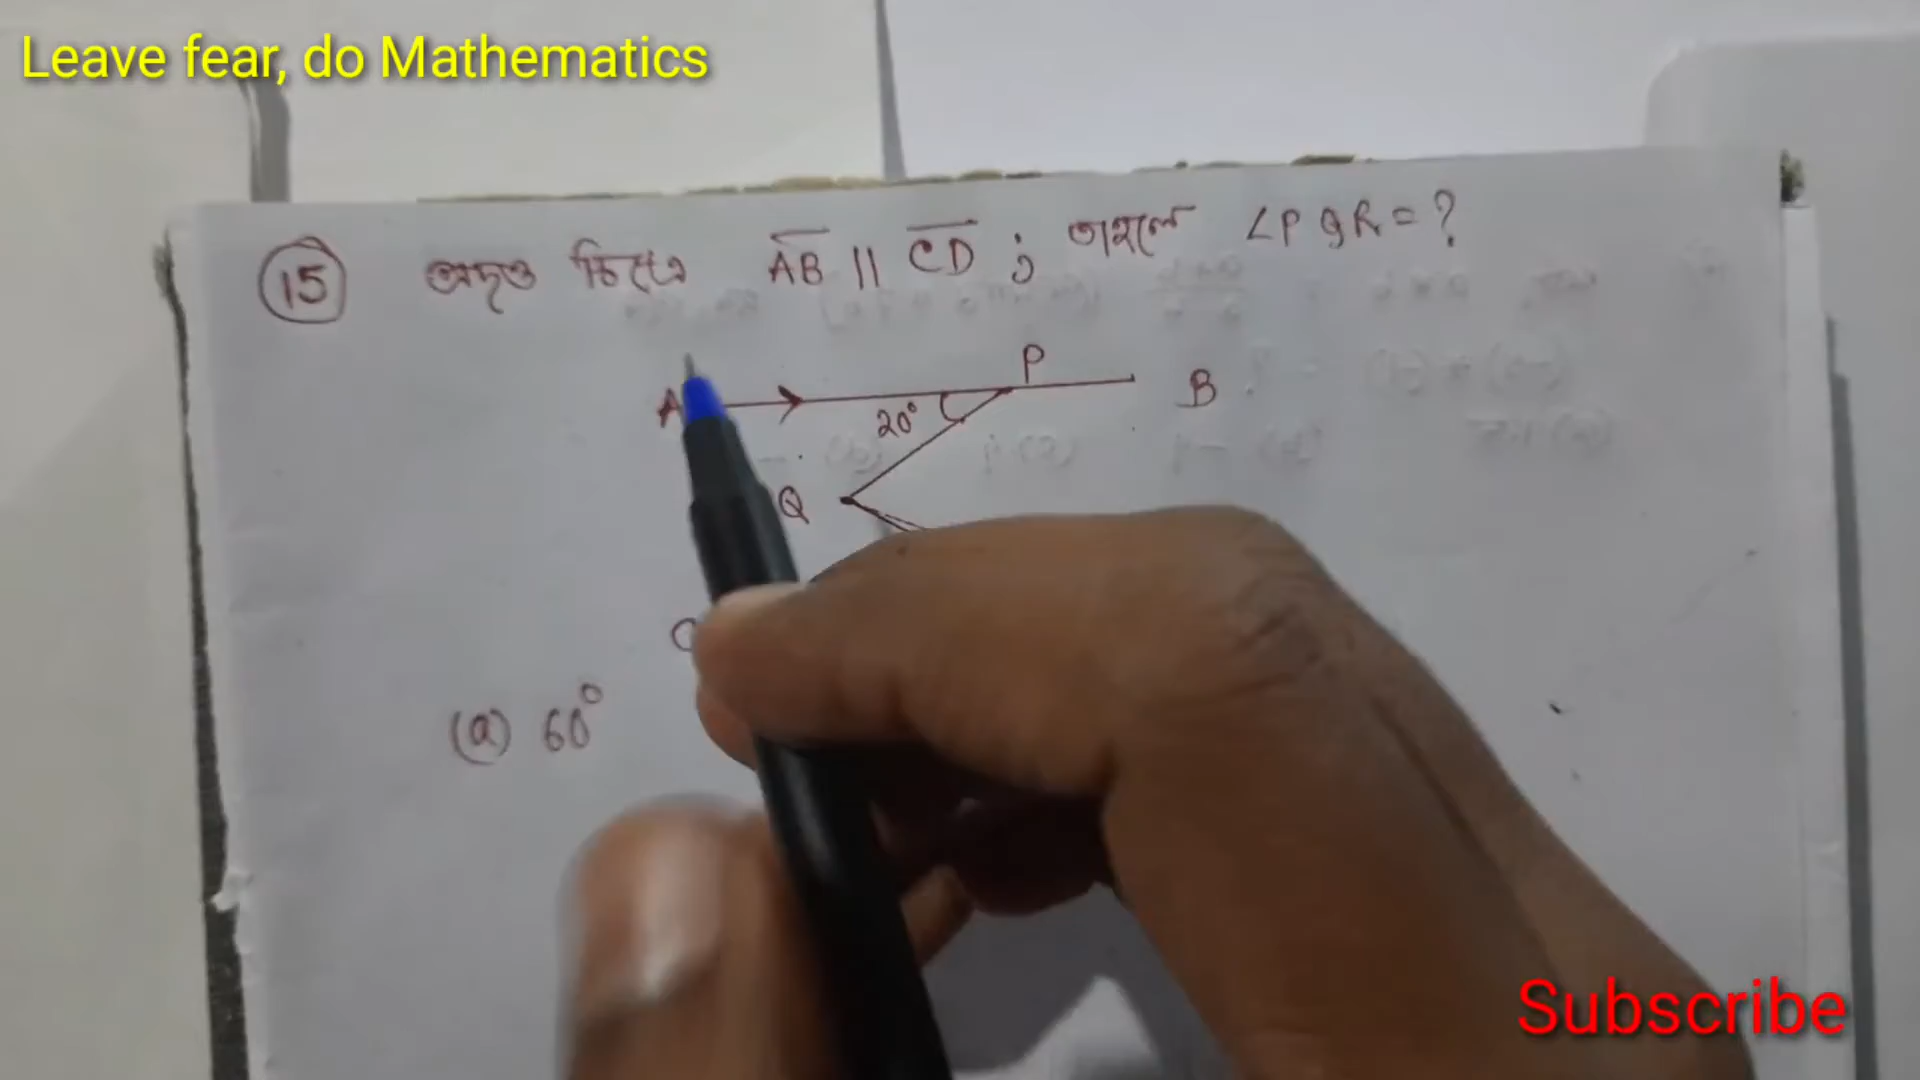 Leave fear, do Mathematics
15 প্রদত্ত চিত্রে AB || CD ; তাহলে ∠PQR = ?
P
A B
20°
Q
C
(a) 60°
Subscribe